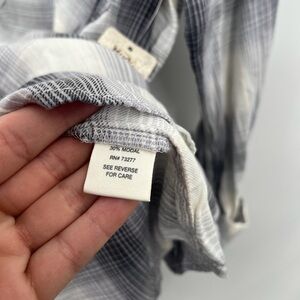 30% MODAL
RN# 73277
SEE REVERSE
FOR CARE